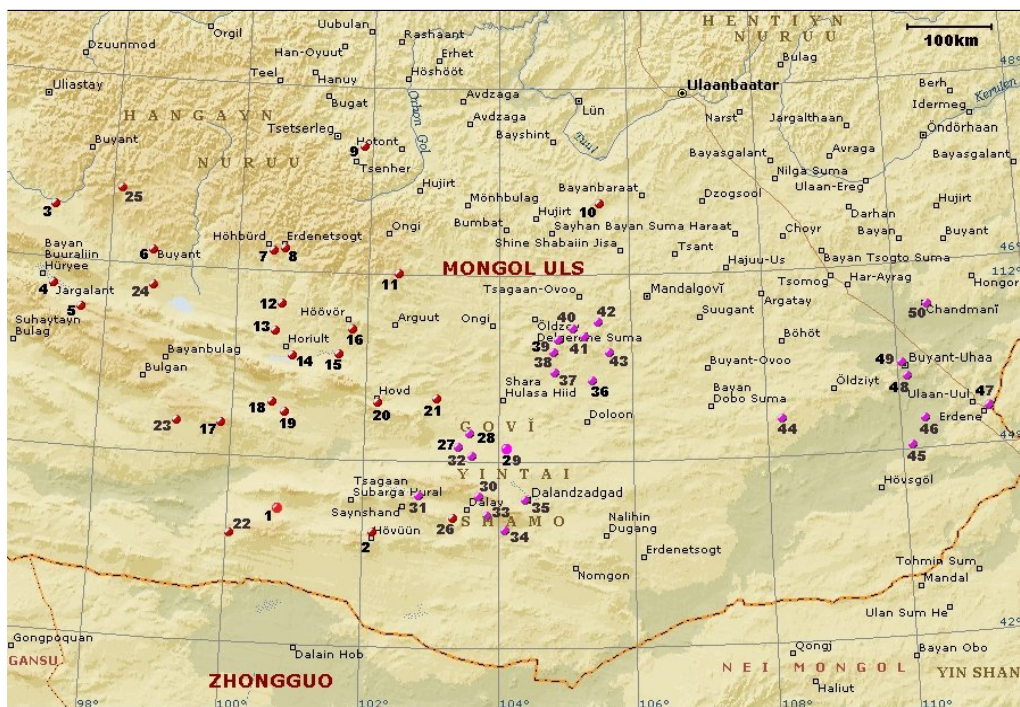 Orgil
Uubulan
Rashaant
HENTIYN
NURUU
100km
Dzuunmod
Han-Oyuut
Erhet
Bulag
48°
Uliastay
Teel
Hanuy
Höshööt
Ulaanbaatar
Berh
Kerulen
Bugat
Avdzaga
Lün
Idermeg
HANGAYN
Orhon Gol
Avdzaga
Narst
Jargalthaan
Tsetserleg
Bayshint
Tuul
Öndörhaan
Buyant
9
Hotont
Avraga
NURUU
Tsenher
Bayasgalant
Bayasgalant
25
Hujirt
Bayanbaraat
Nilga Suma
Ulaan-Ereg
3
Mönhbulag
10
Dzogsool
Hujirt
Hujirt
Darhan
Bumbat
Sayhan Bayan Suma Haraat
Buyant
Bayan
Buuraliin
Hüryee
6
Buyant
Höhbürd
7
8
Erdenetsogt
Ongi
Shine Shabaiin Jisa
Tsant
Choyr
Bayan
Bayan Tsogto Suma
MONGOL ULS
Hajuu-Us
46°
112°
4
Jargalant
24
11
Tsagaan-Ovoo
Mandalgovĭ
Tsomog
Har-Ayrag
Hongor
5
12
Argatay
50
Chandmanĭ
Suhaytayn
Bulag
13
Höövör
16
Arguut
Ongi
40
42
Öldzey
Delgerene Suma
Suugant
Böhöt
Horiult
39
41
Bayanbulag
14
15
38
43
Buyant-Ovoo
49
Buyant-Uhaa
Bulgan
37
36
Shara
Hulasa Hiid
Bayan
Dobo Suma
Öldziyt
48
Ulaan-Uul
47
18
Hovd
21
23
17
19
20
Doloon
44
46
Erdene
GOVĬ
28
27
32
29
45
44°
YINTAI
Hövsgöl
Tsagaan
Subarga Hural
30
31
Dalay
Dalandzadgad
35
Saynshand
33
1
26
SHAMO
22
2
Hövüün
34
Nalihin
Dugang
Erdenetsogt
Nomgon
Tohmin Sum
Mandal
Ulan Sum He
42°
Gongpoquan
GANSU
Dalain Hob
Qongj
Bayan Obo
NEI MONGOL
YIN SHAN
ZHONGGUO
Haliut
98°
100°
102°
104°
106°
108°
110°